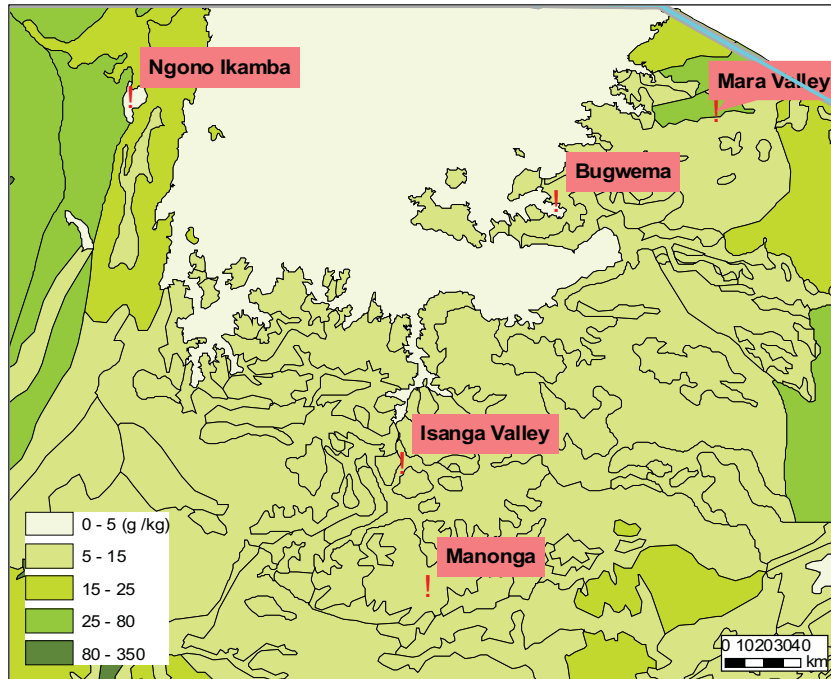 Ngono Ikamba
Mara Valley
!
!
Bugwema
!
Isanga Valley
!
Manonga
!
0 - 5 (g /kg)
5 - 15
15 - 25
25 - 80
80 - 350
0 10203040
km